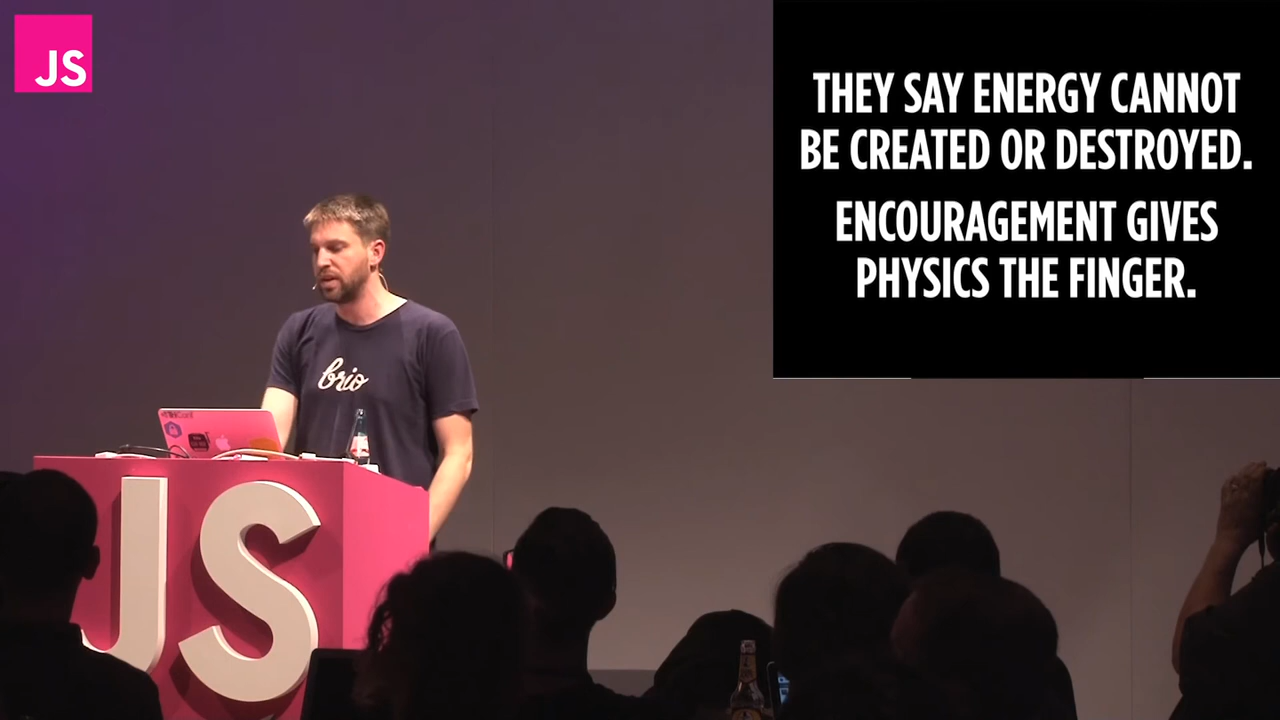 JS
THEY SAY ENERGY CANNOT
BE CREATED OR DESTROYED.
ENCOURAGEMENT GIVES
PHYSICS THE FINGER.
brio
JS